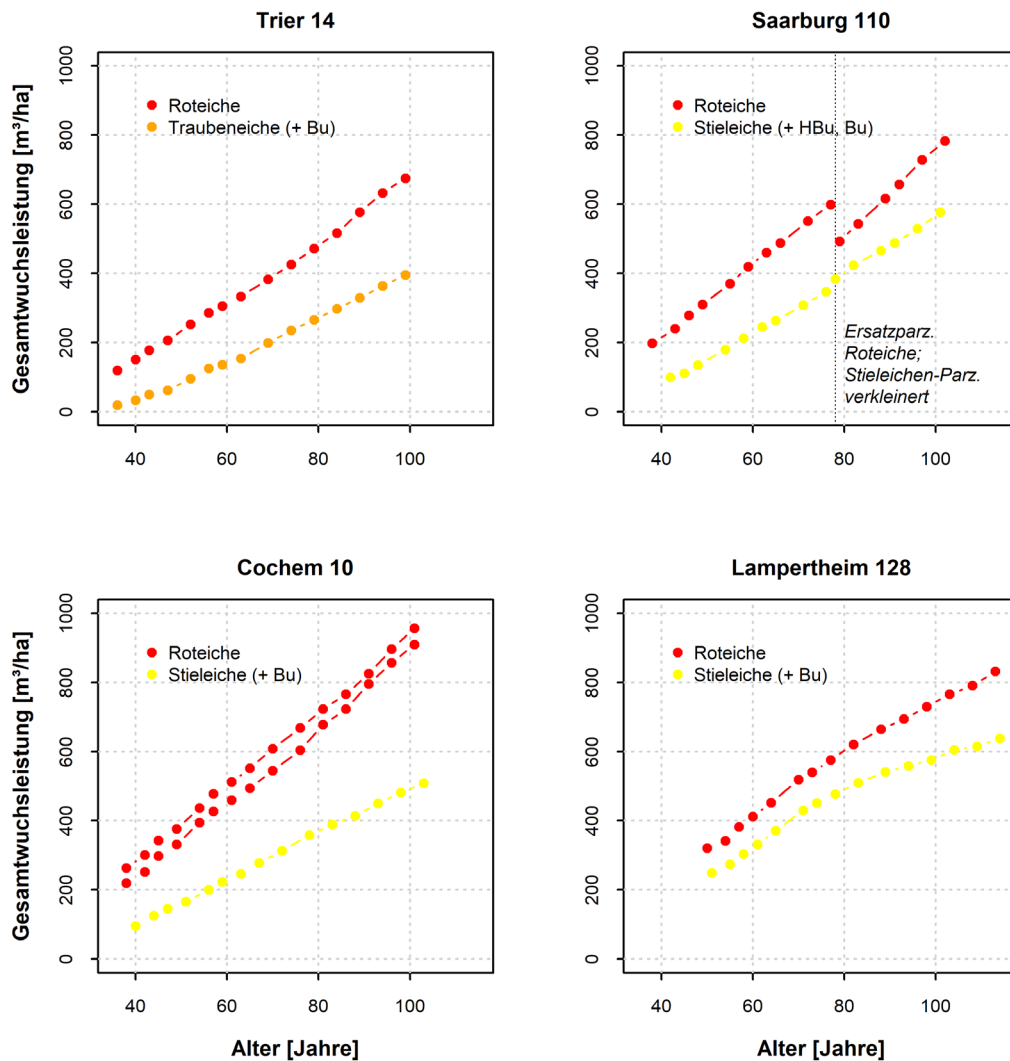 Trier 14
Gesamtwuchsleistung [m³/ha]
1000
800
600
400
200
0
Roteiche
Traubeneiche (+ Bu)
40 60 80 100
Saarburg 110
1000
800
600
400
200
0
Roteiche
Stieleiche (+ HBu, Bu)
Ersatzparz.
Roteiche;
Stieleichen-Parz.
verkleinert
40 60 80 100
Cochem 10
Gesamtwuchsleistung [m³/ha]
1000
800
600
400
200
0
Roteiche
Stieleiche (+ Bu)
40 60 80 100
Alter [Jahre]
Lampertheim 128
1000
800
600
400
200
0
Roteiche
Stieleiche (+ Bu)
40 60 80 100
Alter [Jahre]